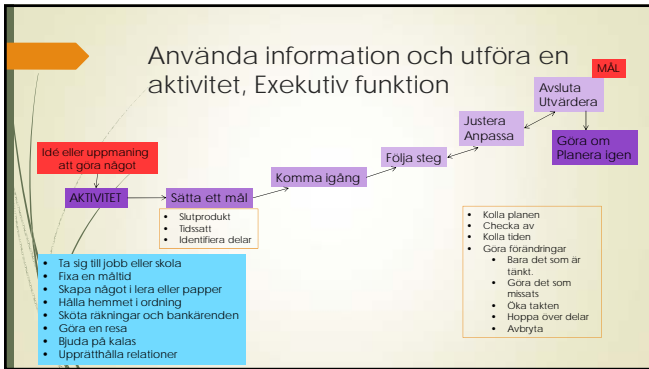 Använda information och utföra en
aktivitet, Exekutiv funktion
MÅL
Avsluta
Utvärdera
Justera
Anpassa
Göra om
Planera igen
Följa steg
Idé eller uppmaning
att göra något
Komma igång
AKTIVITET
Sätta ett mål
• Slutprodukt
• Tidssatt
• Identifiera delar
• Kolla planen
• Checka av
• Kolla tiden
• Göra förändringar
• Bara det som är
tänkt.
• Göra det som
missats
• Öka takten
• Hoppa över delar
• Avbryta
• Ta sig till jobb eller skola
• Fixa en måltid
• Skapa något i lera eller papper
• Hålla hemmet i ordning
• Sköta räkningar och bankärenden
• Göra en resa
• Bjuda på kalas
• Upprätthålla relationer